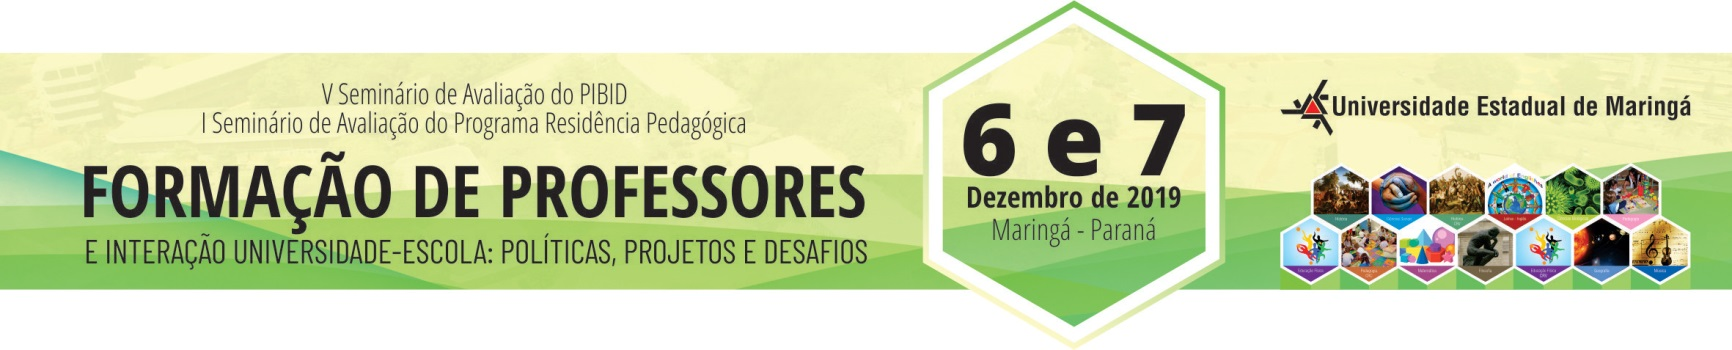 V Seminário de Avaliação do PIBID
I Seminário de Avaliação do Programa Residência Pedagógica
FORMAÇÃO DE PROFESSORES
E INTERAÇÃO UNIVERSIDADE-ESCOLA: POLÍTICAS, PROJETOS E DESAFIOS
6 e 7
Dezembro de 2019
Maringá - Paraná
Universidade Estadual de Maringá